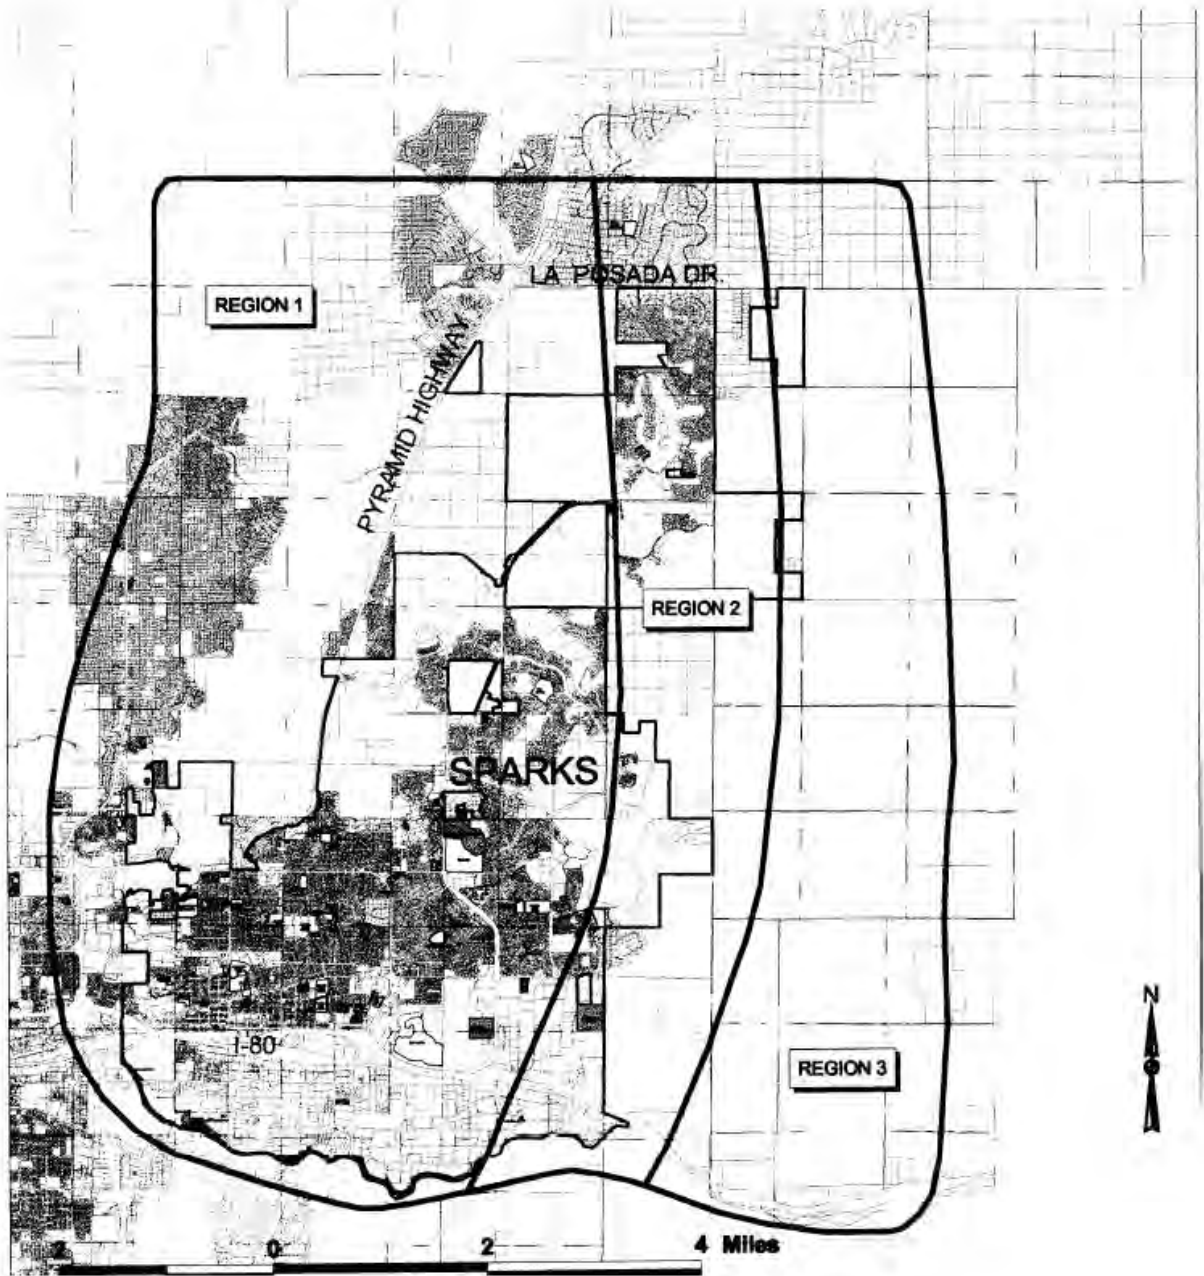 LA POSADA DR.
REGION 1
PYRAMID HIGHWAY
REGION 2
SPARKS
N
I-80
REGION 3
2 0 2 4 Miles